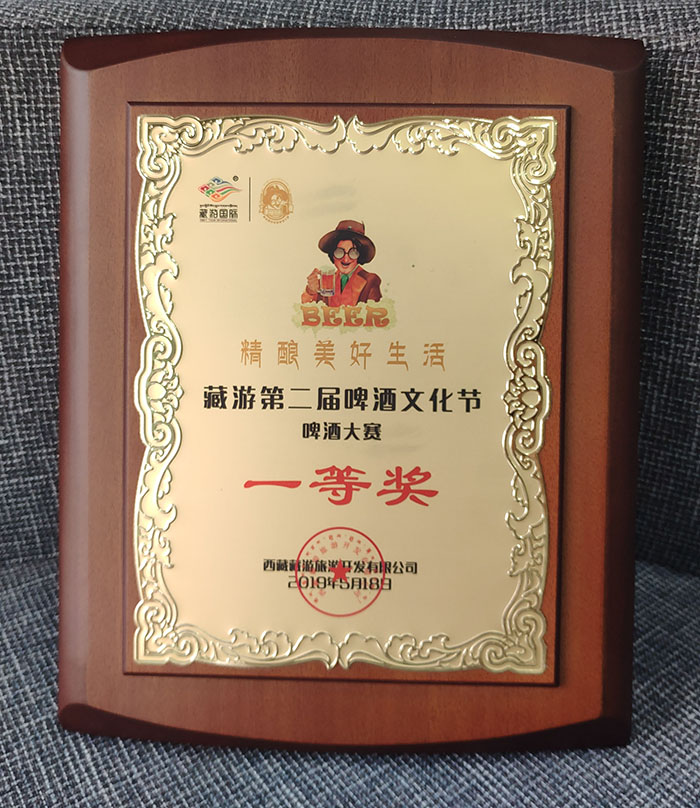 藏游国际
BEER
精酿美好生活
藏游第二届啤酒文化节
啤酒大赛
一等奖
西藏藏游旅游开发有限公司
2019年5月18日